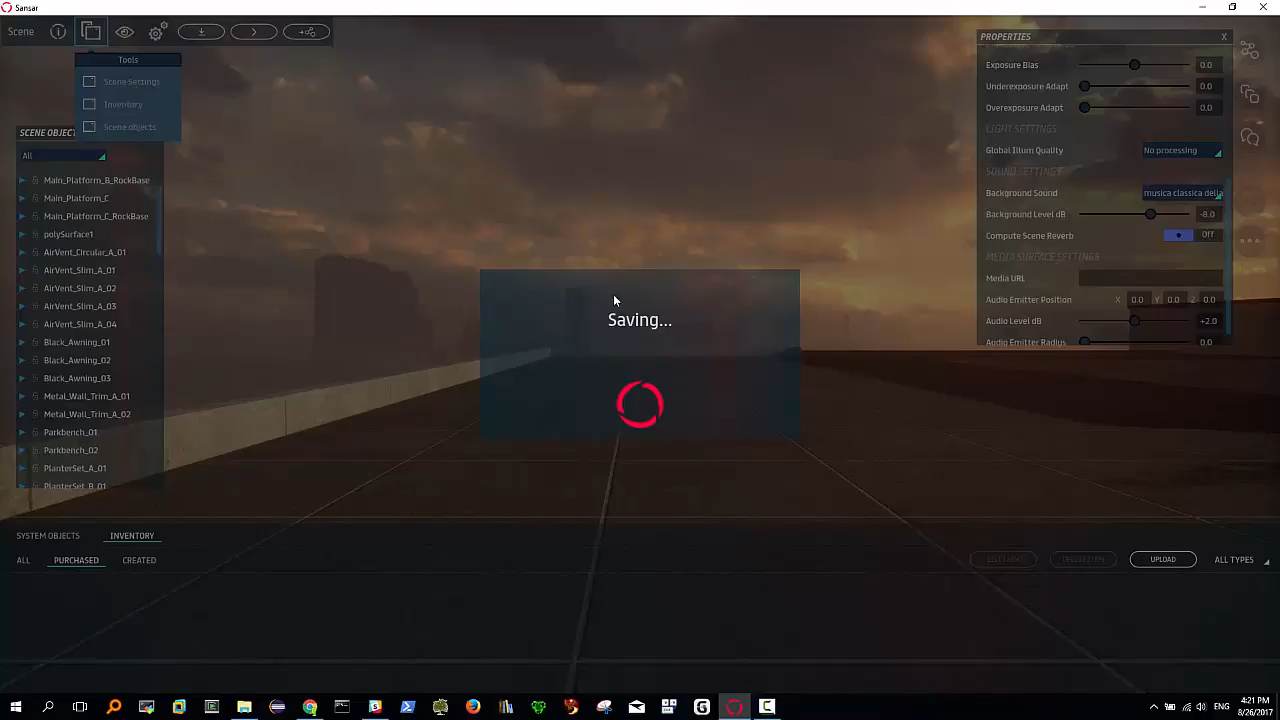 Sansar
Scene
Tools
Scene Settings
Inventory
Scene objects
SCENE OBJEC
All
Main_Platform_B_RockBase
Main_Platform_C
Main_Platform_C_RockBase
polySurface1
AirVent_Circular_A_01
AirVent_Slim_A_01
AirVent_Slim_A_02
AirVent_Slim_A_03
AirVent_Slim_A_04
Black_Awning_01
Black_Awning_02
Black_Awning_03
Metal_Wall_Trim_A_01
Metal_Wall_Trim_A_02
Parkbench_01
Parkbench_02
PlanterSet_A_01
PlanterSet_B_01
Saving...
PROPERTIES X
Exposure Bias 0.0
Underexposure Adapt 0.0
Overexposure Adapt 0.0
LIGHT SETTINGS
Global Illum Quality No processing
SOUND SETTINGS
Background Sound musica classica della
Background Level dB -8.0
Compute Scene Reverb Off
MEDIA SURFACE SETTINGS
Media URL
Audio Emitter Position X 0.0 Y 0.0 Z 0.0
Audio Level dB +2.0
Audio Emitter Radius 0.0
SYSTEM OBJECTS INVENTORY
ALL PURCHASED CREATED
UPLOAD ALL TYPES
4:21 PM
8/26/2017